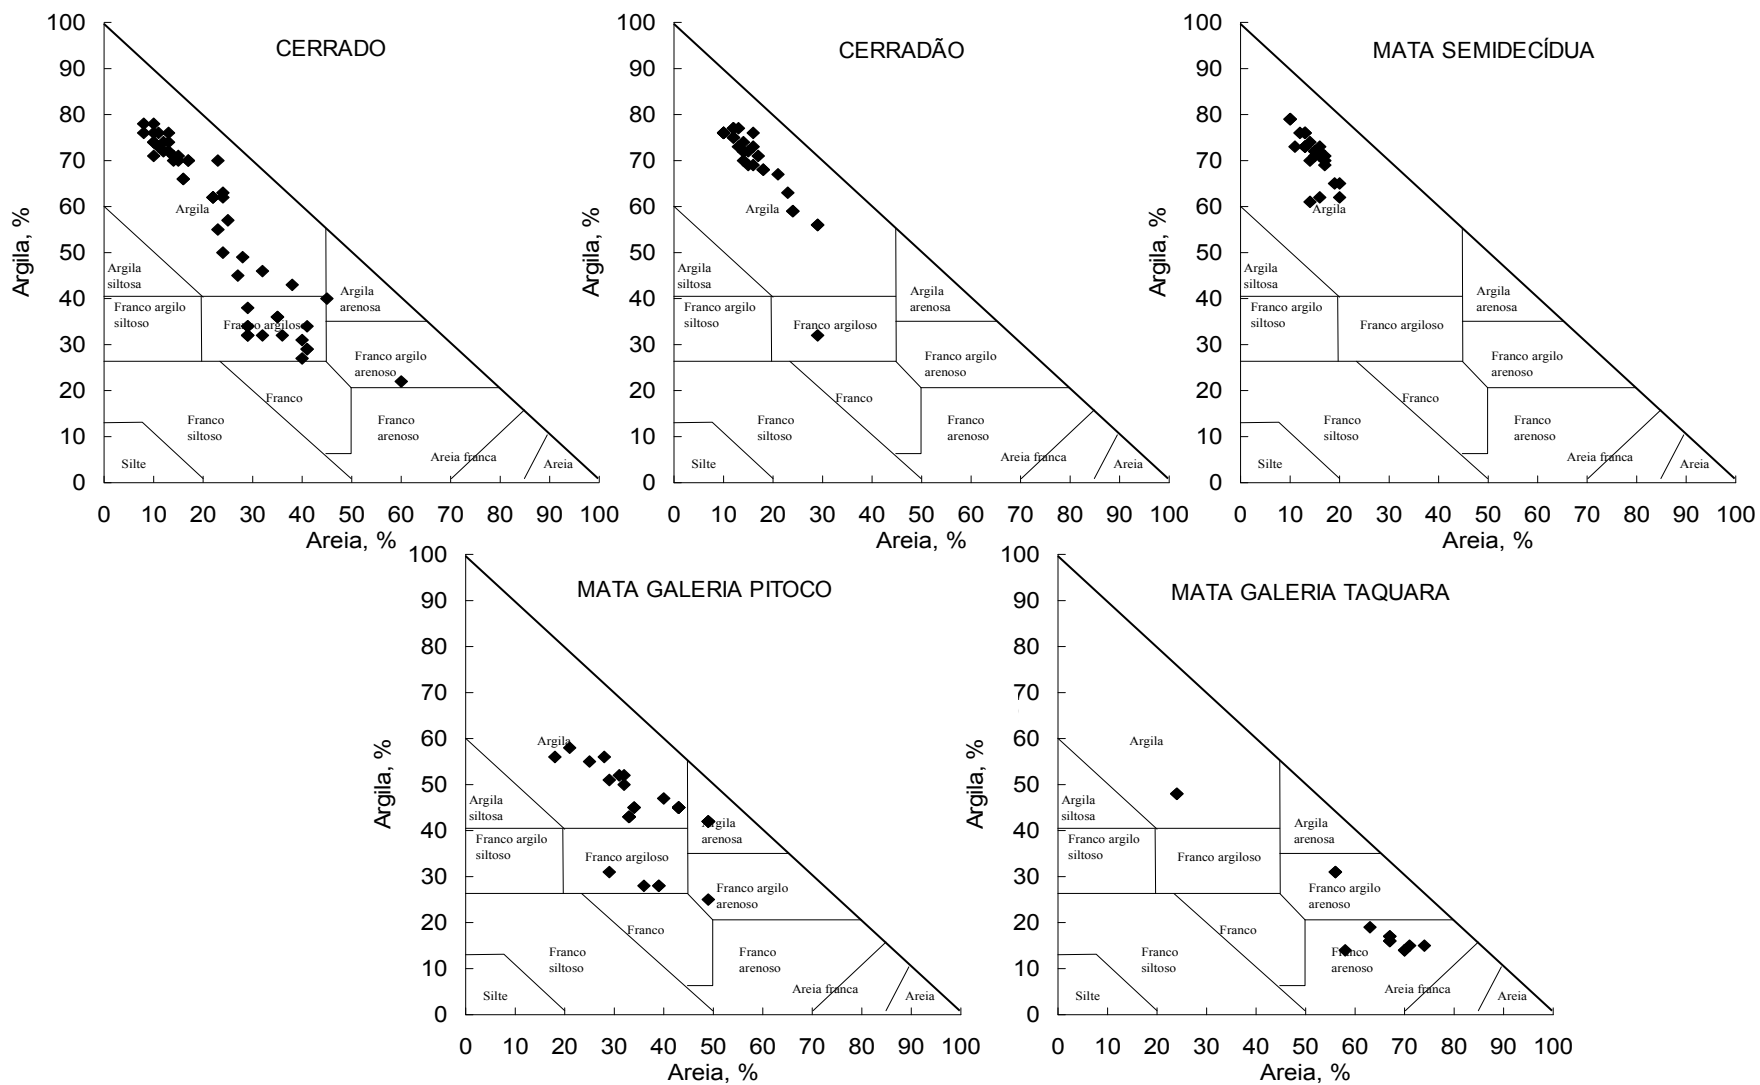 CERRADO
100
90
80
70
60
50
40
30
20
10
0
Argila, %
Argila
Argila
siltosa
Argila
arenosa
Franco argilo
siltoso
Franco argiloso
Franco argilo
arenoso
Franco
Franco
siltoso
Franco
arenoso
Silte
Areia franca
Areia
0 10 20 30 40 50 60 70 80 90 100
Areia, %
CERRADÃO
100
90
80
70
60
50
40
30
20
10
0
Argila, %
Argila
Argila
siltosa
Argila
arenosa
Franco argilo
siltoso
Franco argiloso
Franco argilo
arenoso
Franco
Franco
siltoso
Franco
arenoso
Silte
Areia franca
Areia
0 10 20 30 40 50 60 70 80 90 100
Areia, %
MATA SEMIDECÍDUA
100
90
80
70
60
50
40
30
20
10
0
Argila, %
Argila
Argila
siltosa
Argila
arenosa
Franco argilo
siltoso
Franco argiloso
Franco argilo
arenoso
Franco
Franco
siltoso
Franco
arenoso
Silte
Areia franca
Areia
0 10 20 30 40 50 60 70 80 90 100
Areia, %
MATA GALERIA PITOCO
100
90
80
70
60
50
40
30
20
10
0
Argila, %
Argila
Argila
siltosa
Argila
arenosa
Franco argilo
siltoso
Franco argiloso
Franco argilo
arenoso
Franco
Franco
siltoso
Franco
arenoso
Silte
Areia franca
Areia
0 10 20 30 40 50 60 70 80 90 100
Areia, %
MATA GALERIA TAQUARA
100
90
80
70
60
50
40
30
20
10
0
Argila, %
Argila
Argila
siltosa
Argila
arenosa
Franco argilo
siltoso
Franco argiloso
Franco argilo
arenoso
Franco
Franco
siltoso
Franco
arenoso
Silte
Areia franca
Areia
0 10 20 30 40 50 60 70 80 90 100
Areia, %